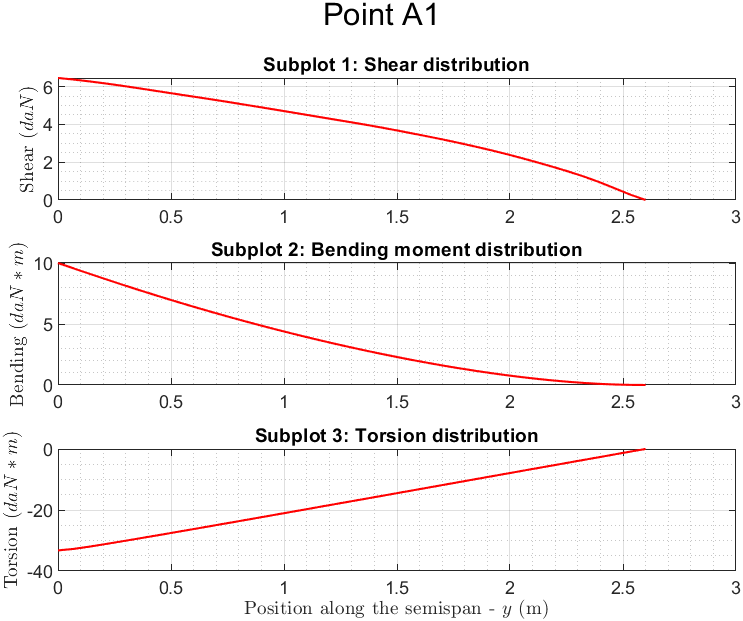 Point A1
Subplot 1: Shear distribution
Shear (daN)
6
4
2
0
0 0.5 1 1.5 2 2.5 3
Subplot 2: Bending moment distribution
Bending (daN * m)
10
5
0
0 0.5 1 1.5 2 2.5 3
Subplot 3: Torsion distribution
Torsion (daN * m)
0
-20
-40
0 0.5 1 1.5 2 2.5 3
Position along the semispan - y (m)